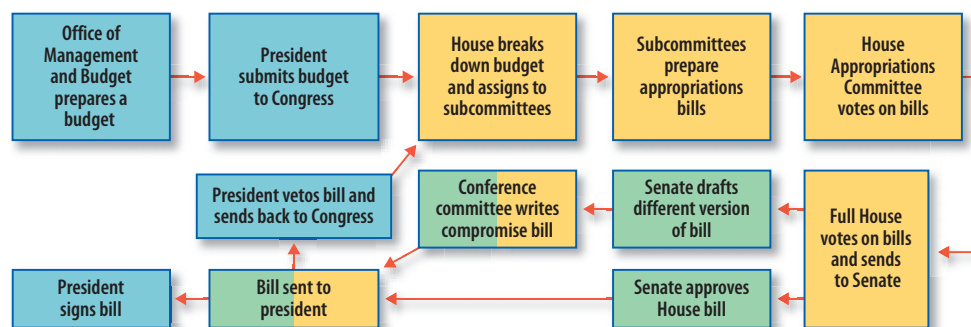 Office of
Management
and Budget
prepares a
budget
President
submits budget
to Congress
House breaks
down budget
and assigns to
subcommittees
Subcommittees
prepare
appropriations
bills
House
Appropriations
Committee
votes on bills
President vetos bill and
sends back to Congress
Conference
committee writes
compromise bill
Senate drafts
different version
of bill
Full House
votes on bills
and sends
to Senate
President
signs bill
Bill sent to
president
Senate approves
House bill